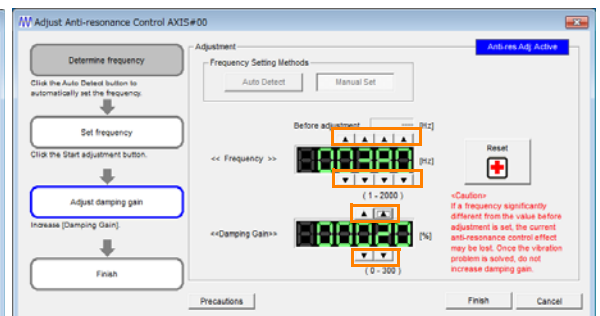 Adjust Anti-resonance Control AXIS#00
Determine frequency
Click the Auto Detect button to
automatically set the frequency.
Set frequency
Click the Start adjustment button.
Adjust damping gain
Increase [Damping Gain].
Finish
Adjustment
Anti-res Adj Active
Frequency Setting Methods
Auto Detect
Manual Set
Before adjustment
--- [Hz]
<< Frequency >>
00380
[Hz]
(1 - 2000)
<<Damping Gain>>
000020
[%]
(0 - 300)
Reset
<Caution>
If a frequency significantly
different from the value before
adjustment is set, the current
anti-resonance control effect
may be lost. Once the vibration
problem is solved, do not
increase damping gain.
Precautions
Finish
Cancel